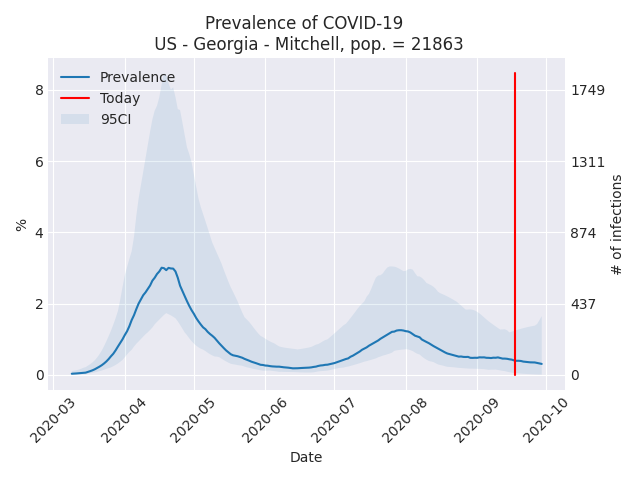 Prevalence of COVID-19
US - Georgia - Mitchell, pop. = 21863
Prevalence
Today
95CI
8
6
4
2
0
%
1749
1311
874
437
0
# of infections
2020-03
2020-04
2020-05
2020-06
2020-07
2020-08
2020-09
2020-10
Date